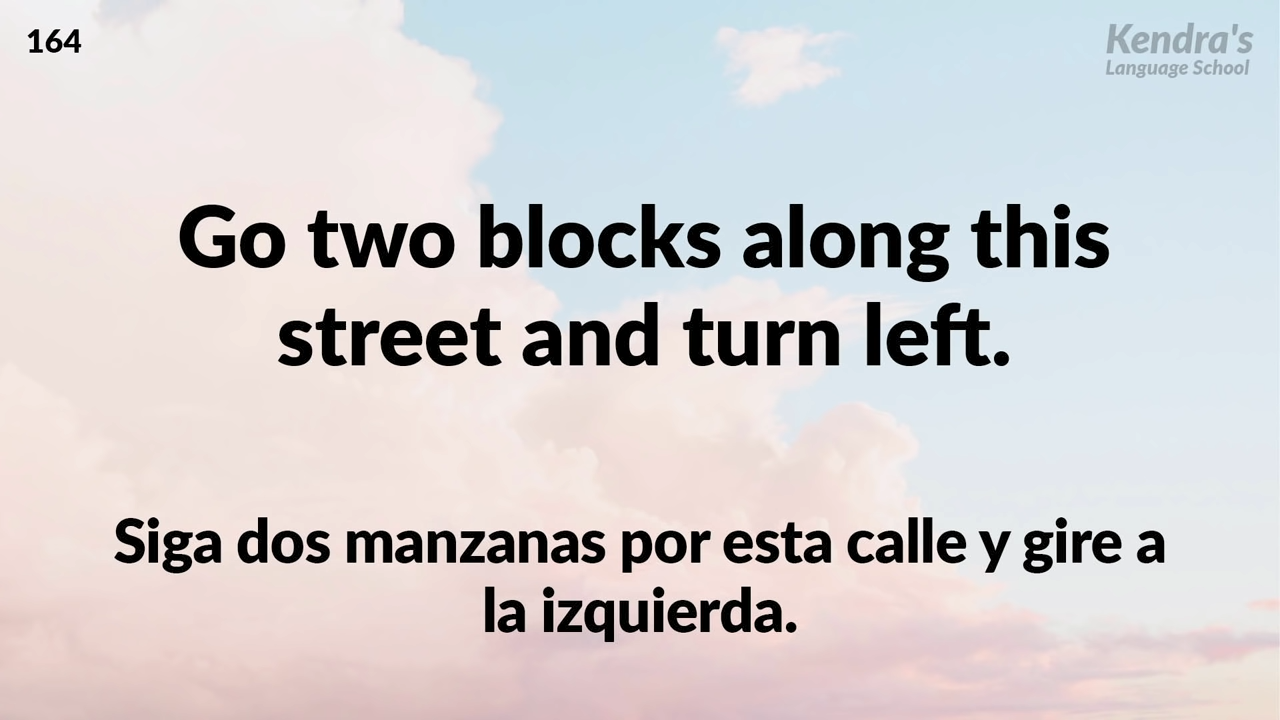 164
Kendra's
Language School
Go two blocks along this
street and turn left.
Siga dos manzanas por esta calle y gire a
la izquierda.